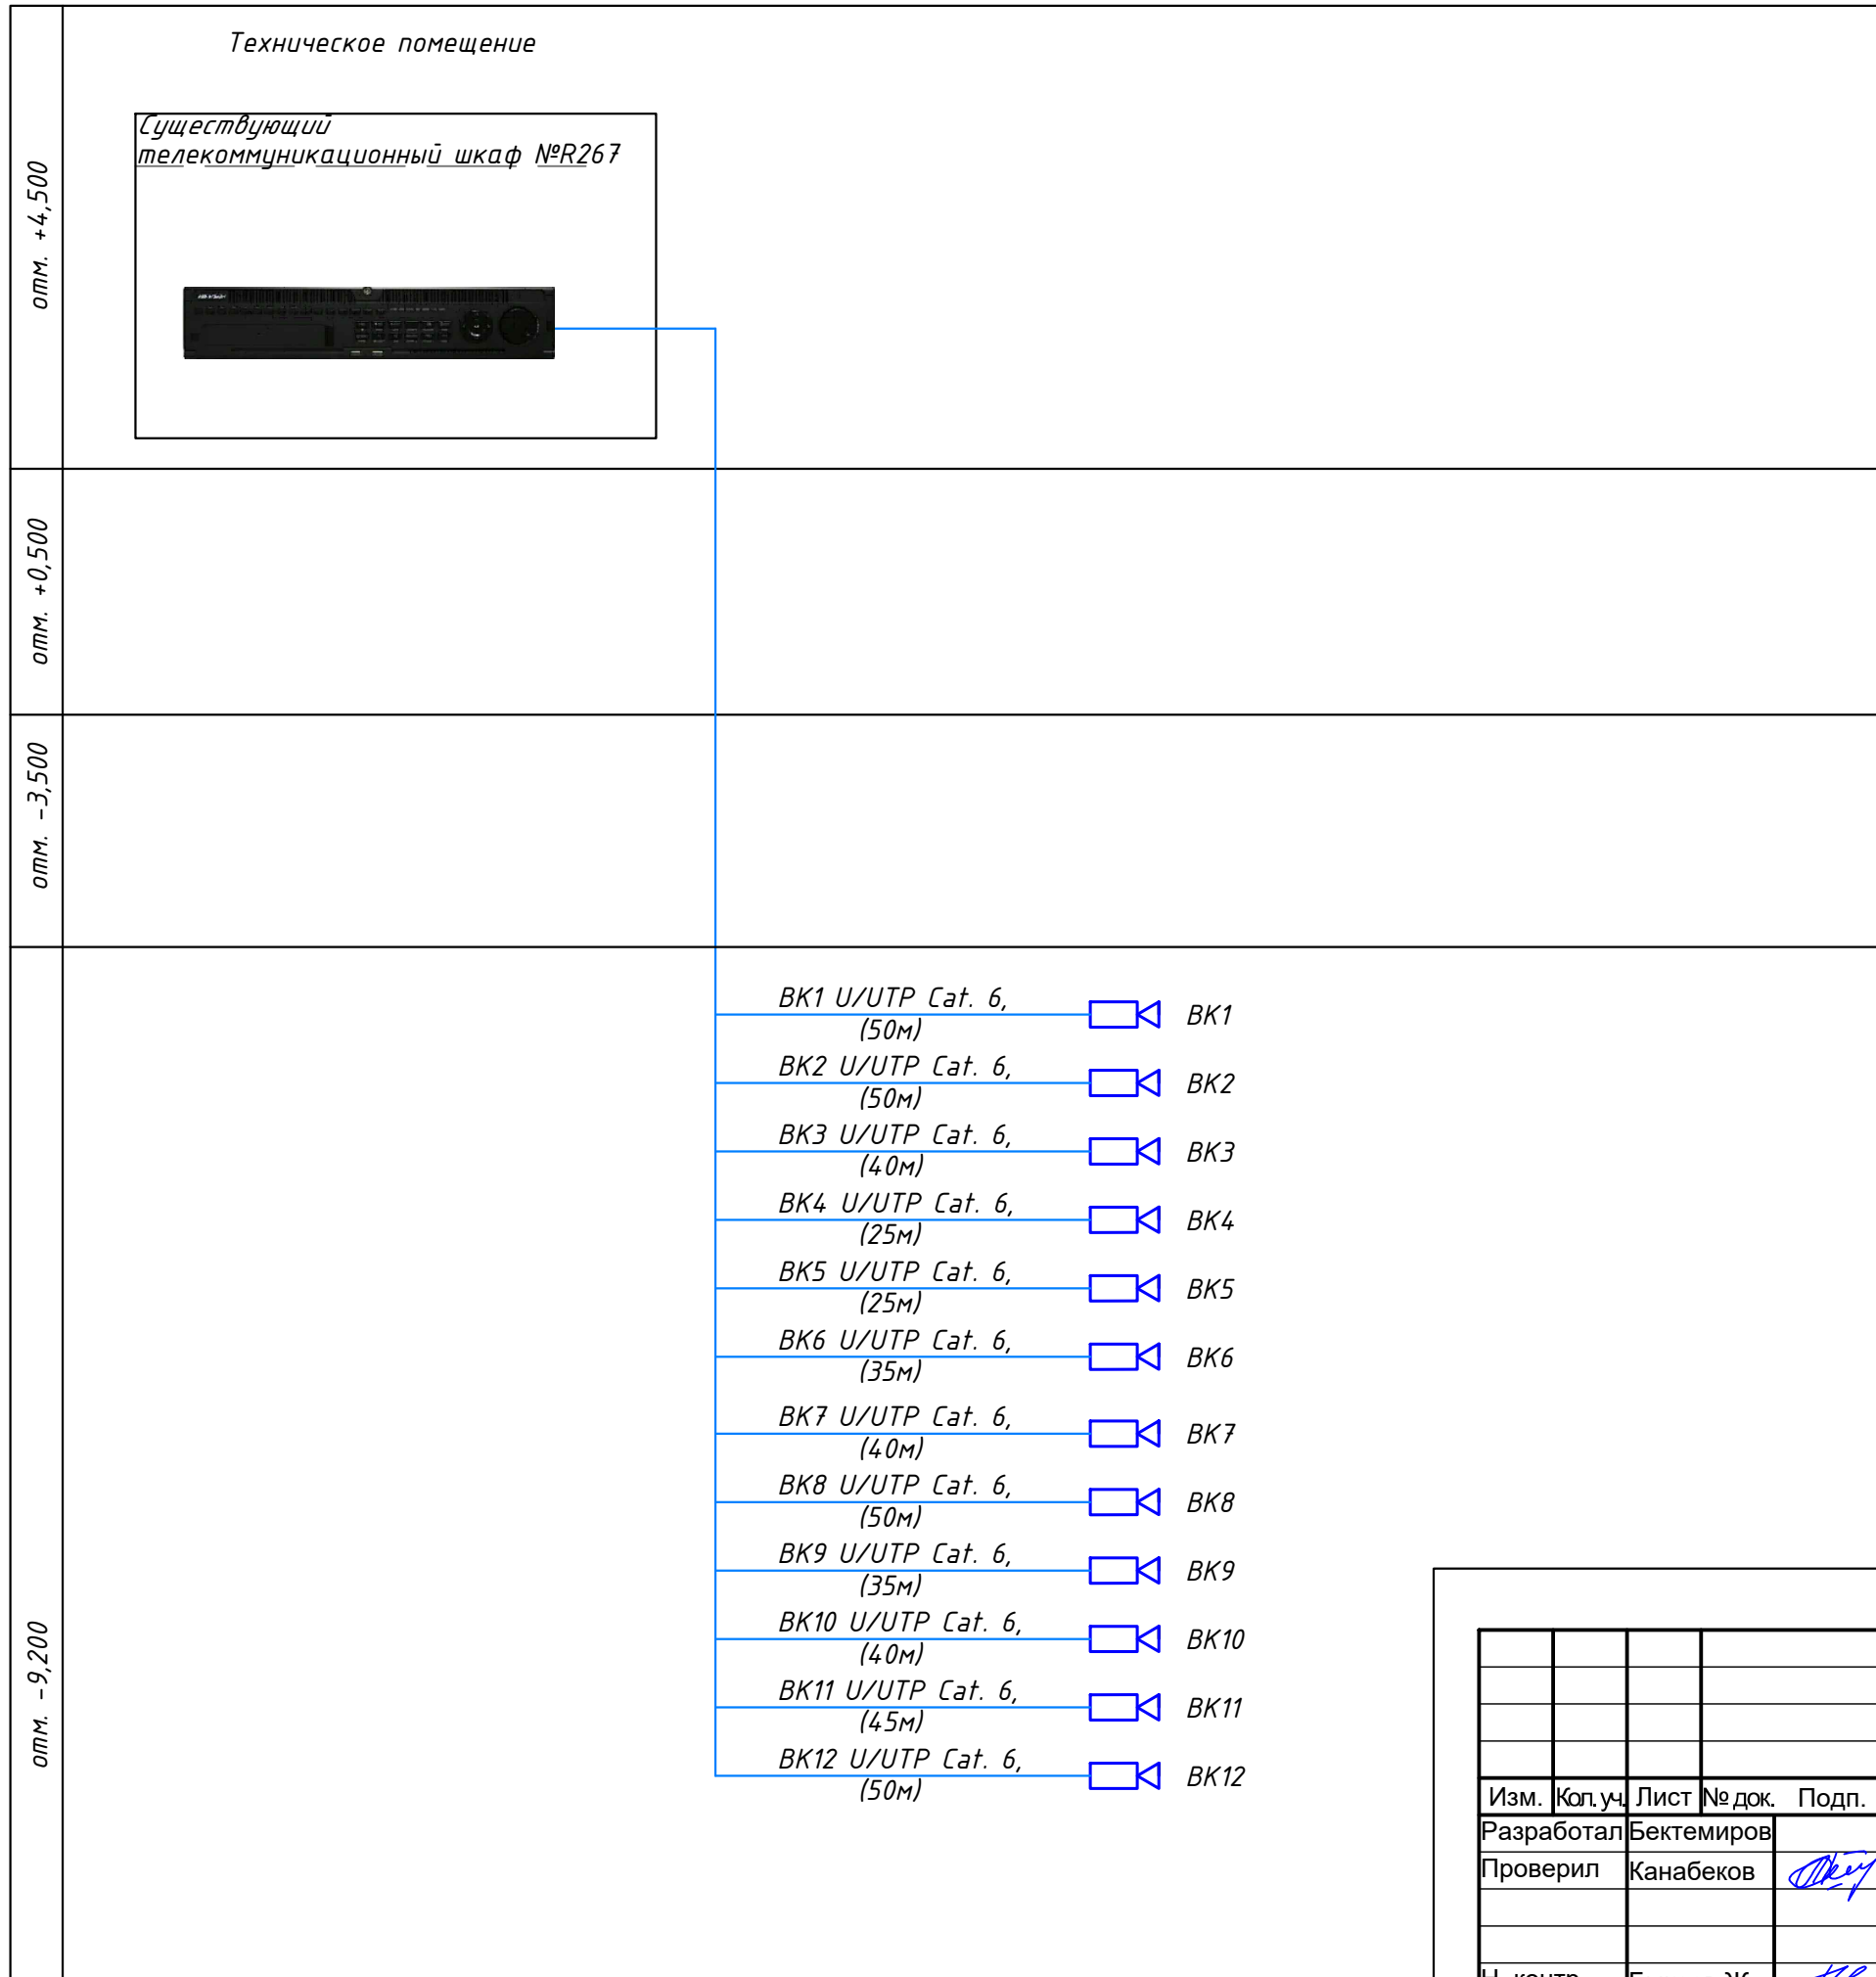 Техническое помещение
Существующий
телекоммуникационный шкаф №R267
отм. +4,500
отм. +0,500
отм. -3,500
отм. -9,200
ВК1 U/UTP Cat. 6,
(50м)
ВК1
ВК2 U/UTP Cat. 6,
(50м)
ВК2
ВК3 U/UTP Cat. 6,
(40м)
ВК3
ВК4 U/UTP Cat. 6,
(25м)
ВК4
ВК5 U/UTP Cat. 6,
(25м)
ВК5
ВК6 U/UTP Cat. 6,
(35м)
ВК6
ВК7 U/UTP Cat. 6,
(40м)
ВК7
ВК8 U/UTP Cat. 6,
(50м)
ВК8
ВК9 U/UTP Cat. 6,
(35м)
ВК9
ВК10 U/UTP Cat. 6,
(40м)
ВК10
ВК11 U/UTP Cat. 6,
(45м)
ВК11
ВК12 U/UTP Cat. 6,
(50м)
ВК12
Изм. Кол.уч. Лист № док. Подп.
Разработал Бектемиров
Проверил Канабеков